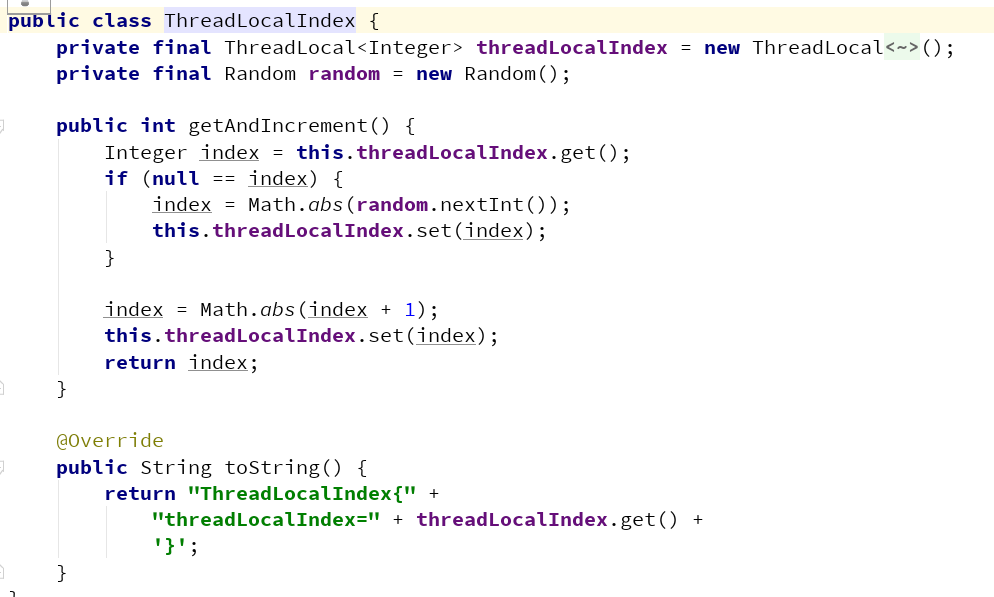 public class ThreadLocalIndex {
    private final ThreadLocal<Integer> threadLocalIndex = new ThreadLocal<~>();
    private final Random random = new Random();

    public int getAndIncrement() {
        Integer index = this.threadLocalIndex.get();
        if (null == index) {
            index = Math.abs(random.nextInt());
            this.threadLocalIndex.set(index);
        }

        index = Math.abs(index + 1);
        this.threadLocalIndex.set(index);
        return index;
    }

    @Override
    public String toString() {
        return "ThreadLocalIndex{" +
            "threadLocalIndex=" + threadLocalIndex.get() +
            '}';
    }
}